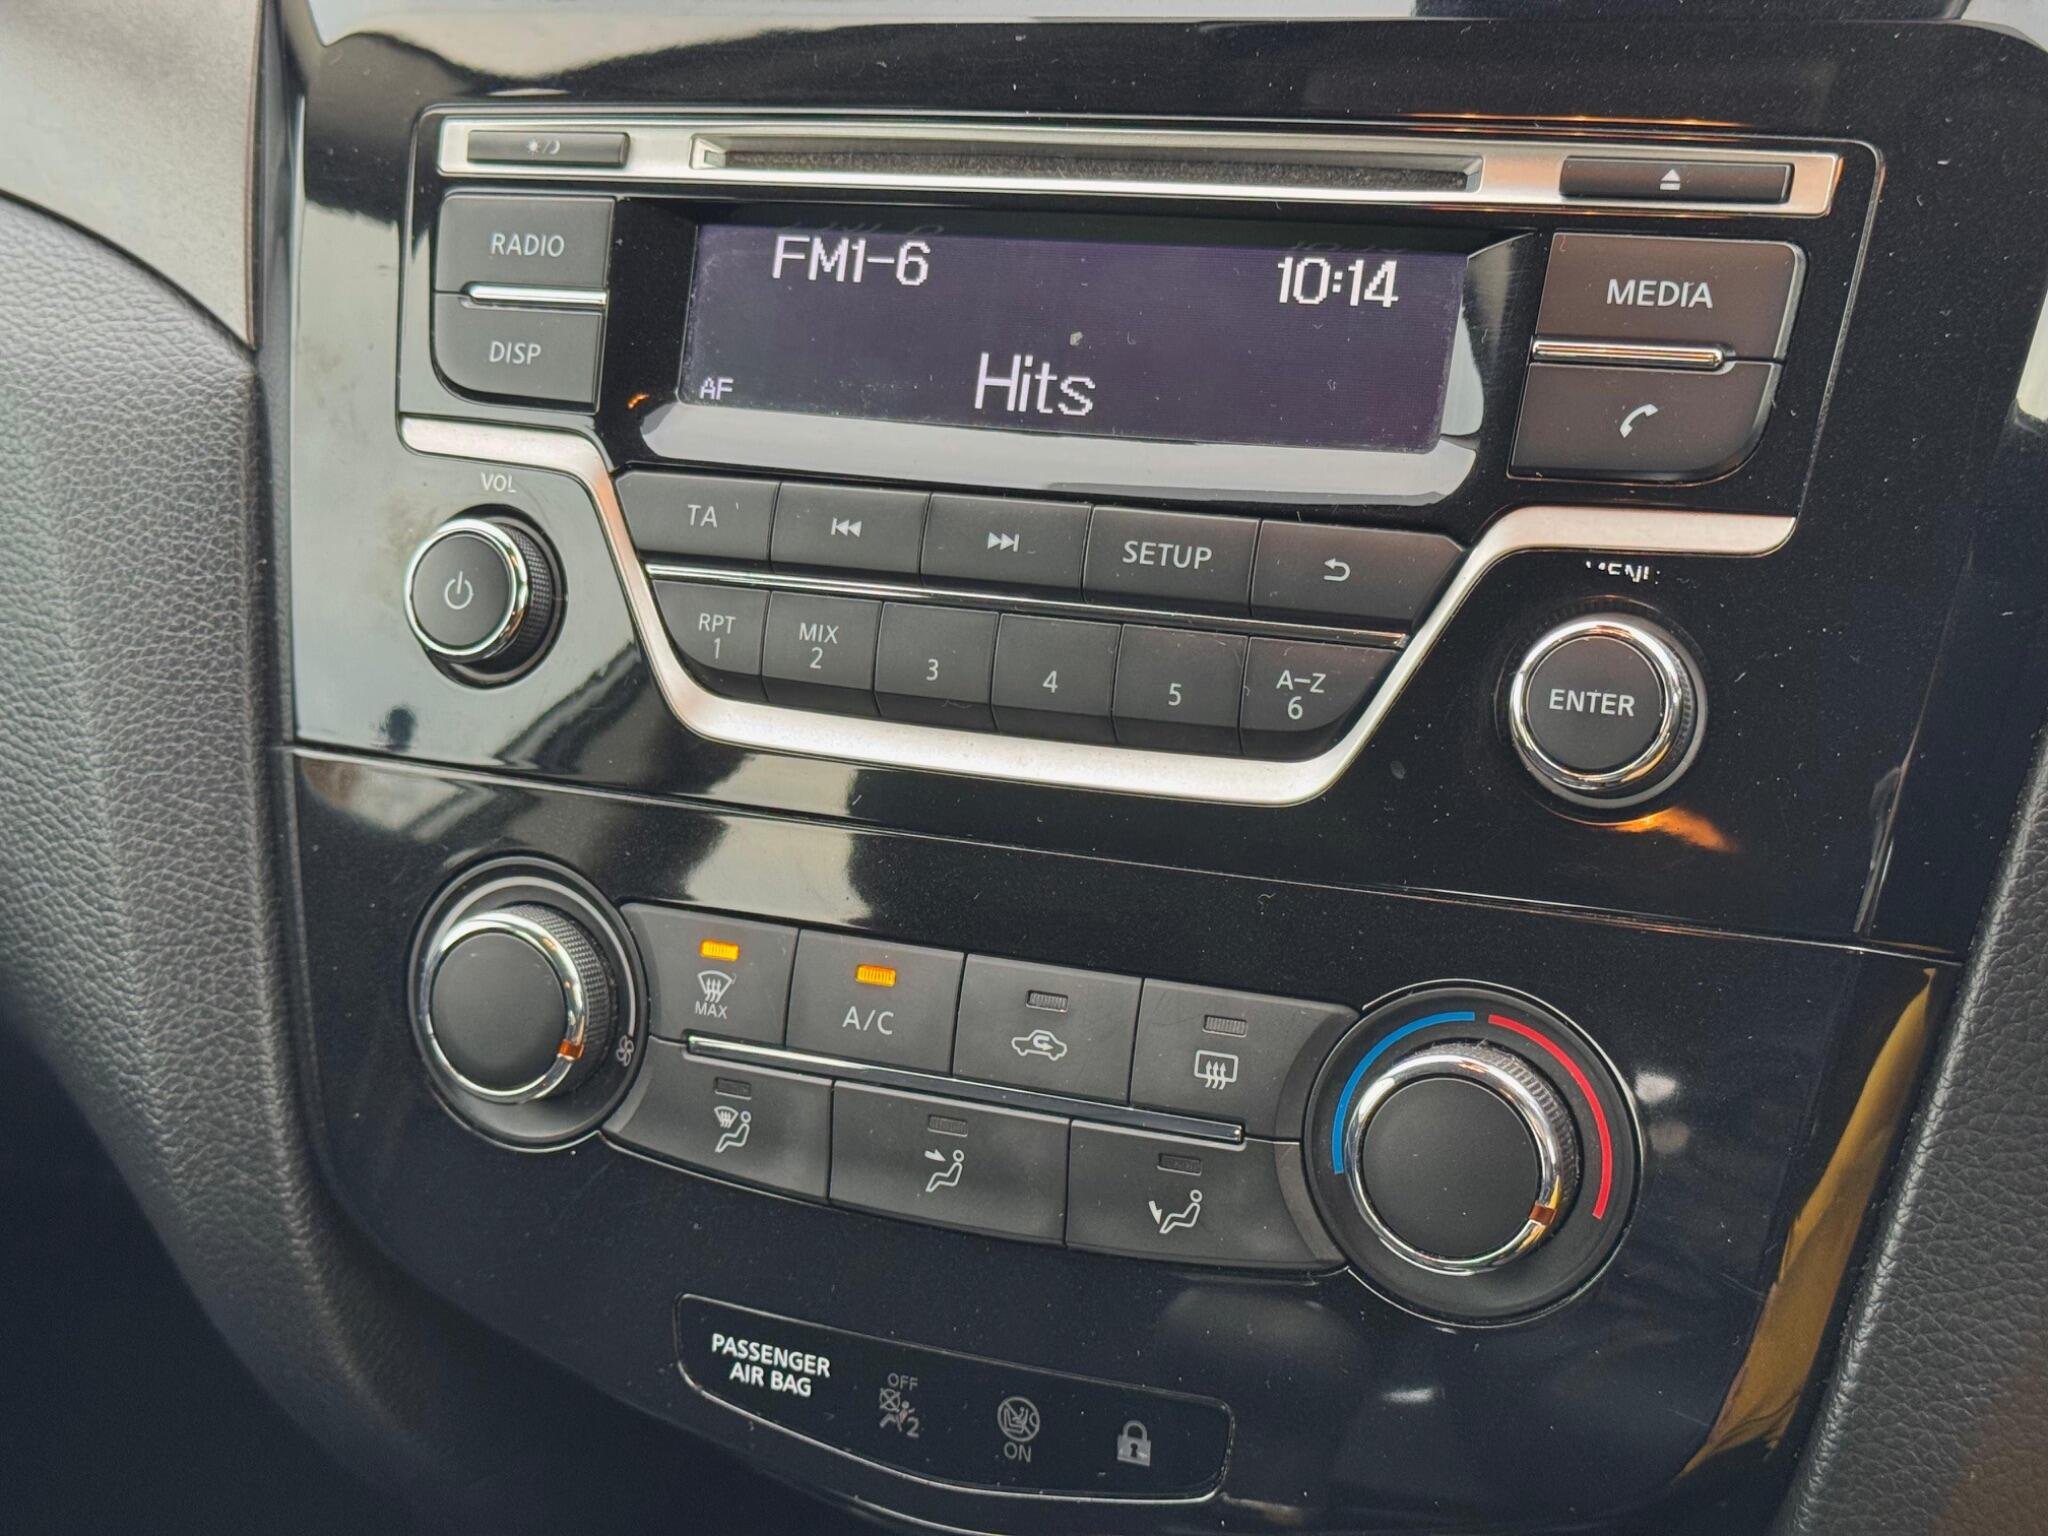 FM1-6
10:14
Hits
AF
RADIO
DISP
MEDIA
VOL
TA
SETUP
MENU
RPT
1
MIX
2
3
4
5
A-Z
6
ENTER
MAX
A/C
PASSENGER
AIR BAG
OFF
2
ON